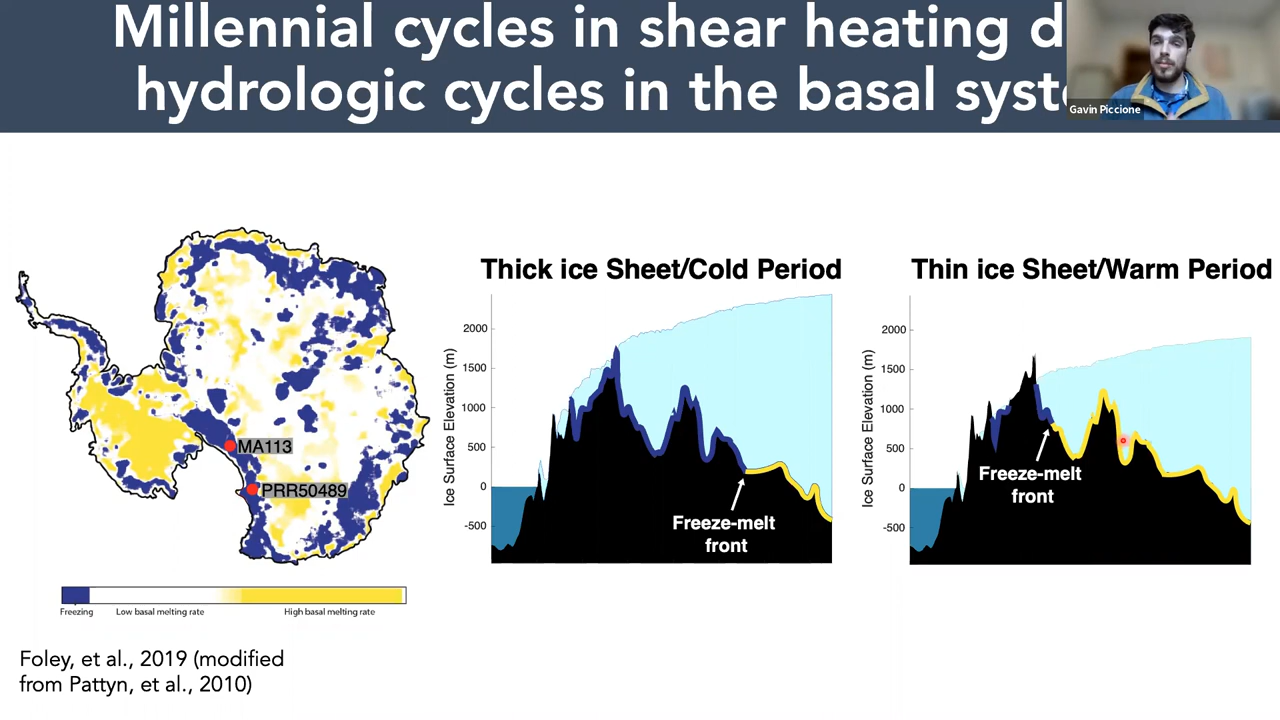 Millennial cycles in shear heating
hydrologic cycles in the basal
Gavin Piccione
Thick ice Sheet/Cold Period
Ice Surface Elevation (m)
2000
1500
1000
500
0
-500
Freeze-melt
front
Thin ice Sheet/Warm Period
Ice Surface Elevation (m)
2000
1500
1000
500
0
-500
Freeze-melt
front
MA113
PRR50489
Freezing
Low basal melting rate
High basal melting rate
Foley, et al., 2019 (modified
from Pattyn, et al., 2010)